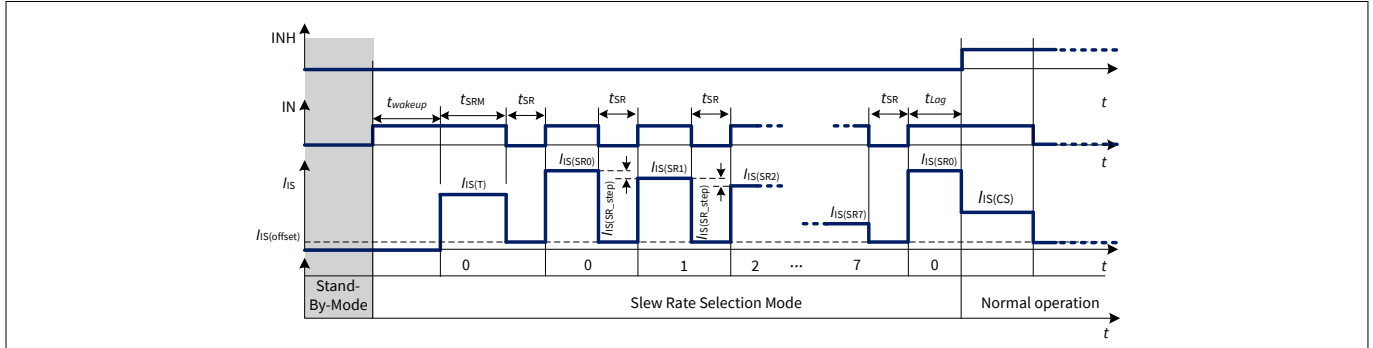 INH
t
IN
twakeup
tSRM
tSR
tSR
tSR
tSR
tLag
t
IIS
IIS(T)
IIS(SR0)
IIS(SR_step)
IIS(SR1)
IIS(SR_step)
IIS(SR2)
IIS(SR7)
IIS(SR0)
IIS(CS)
IIS(offset)
0 0 1 2 ... 7 0
t
Stand-
By-Mode
Slew Rate Selection Mode
Normal operation
t